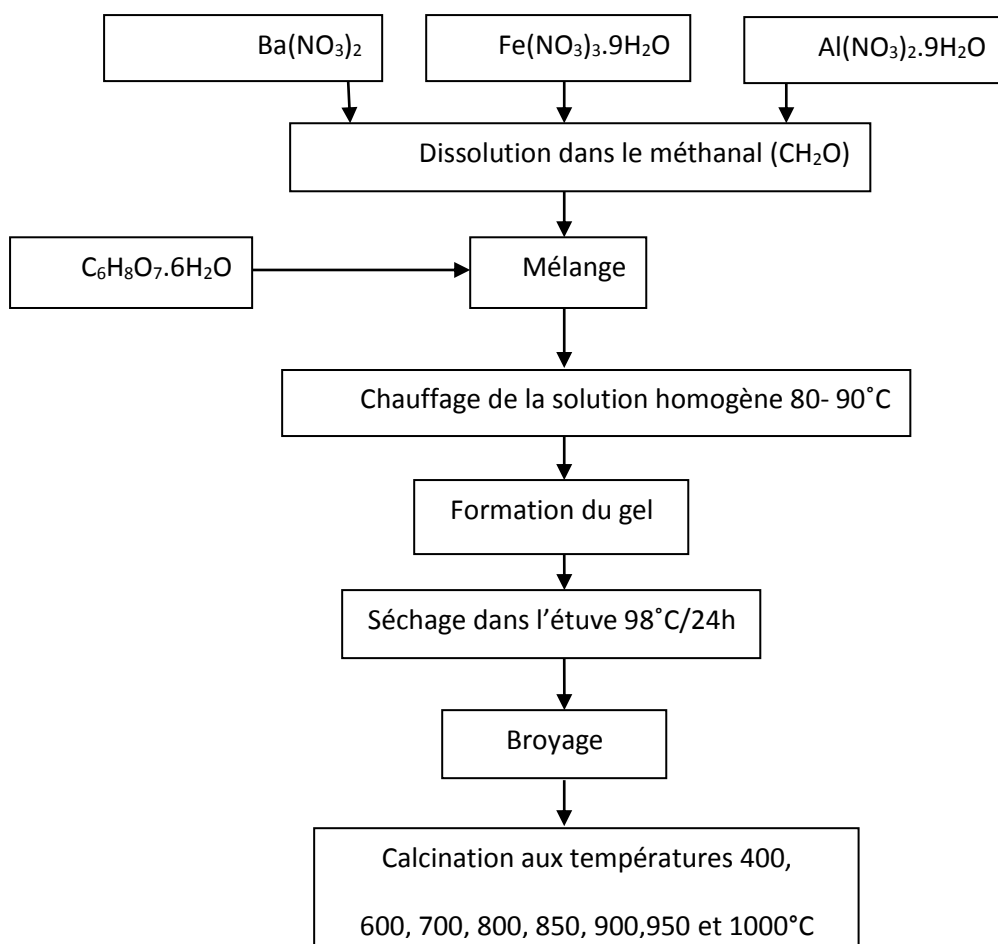 Ba(NO₃)₂
Fe(NO₃)₃.9H₂O
Al(NO₃)₂.9H₂O
Dissolution dans le méthanal (CH₂O)
C₆H₈O₇.6H₂O
Mélange
Chauffage de la solution homogène 80- 90˚C
Formation du gel
Séchage dans l’étuve 98˚C/24h
Broyage
Calcination aux températures 400,
600, 700, 800, 850, 900,950 et 1000°C